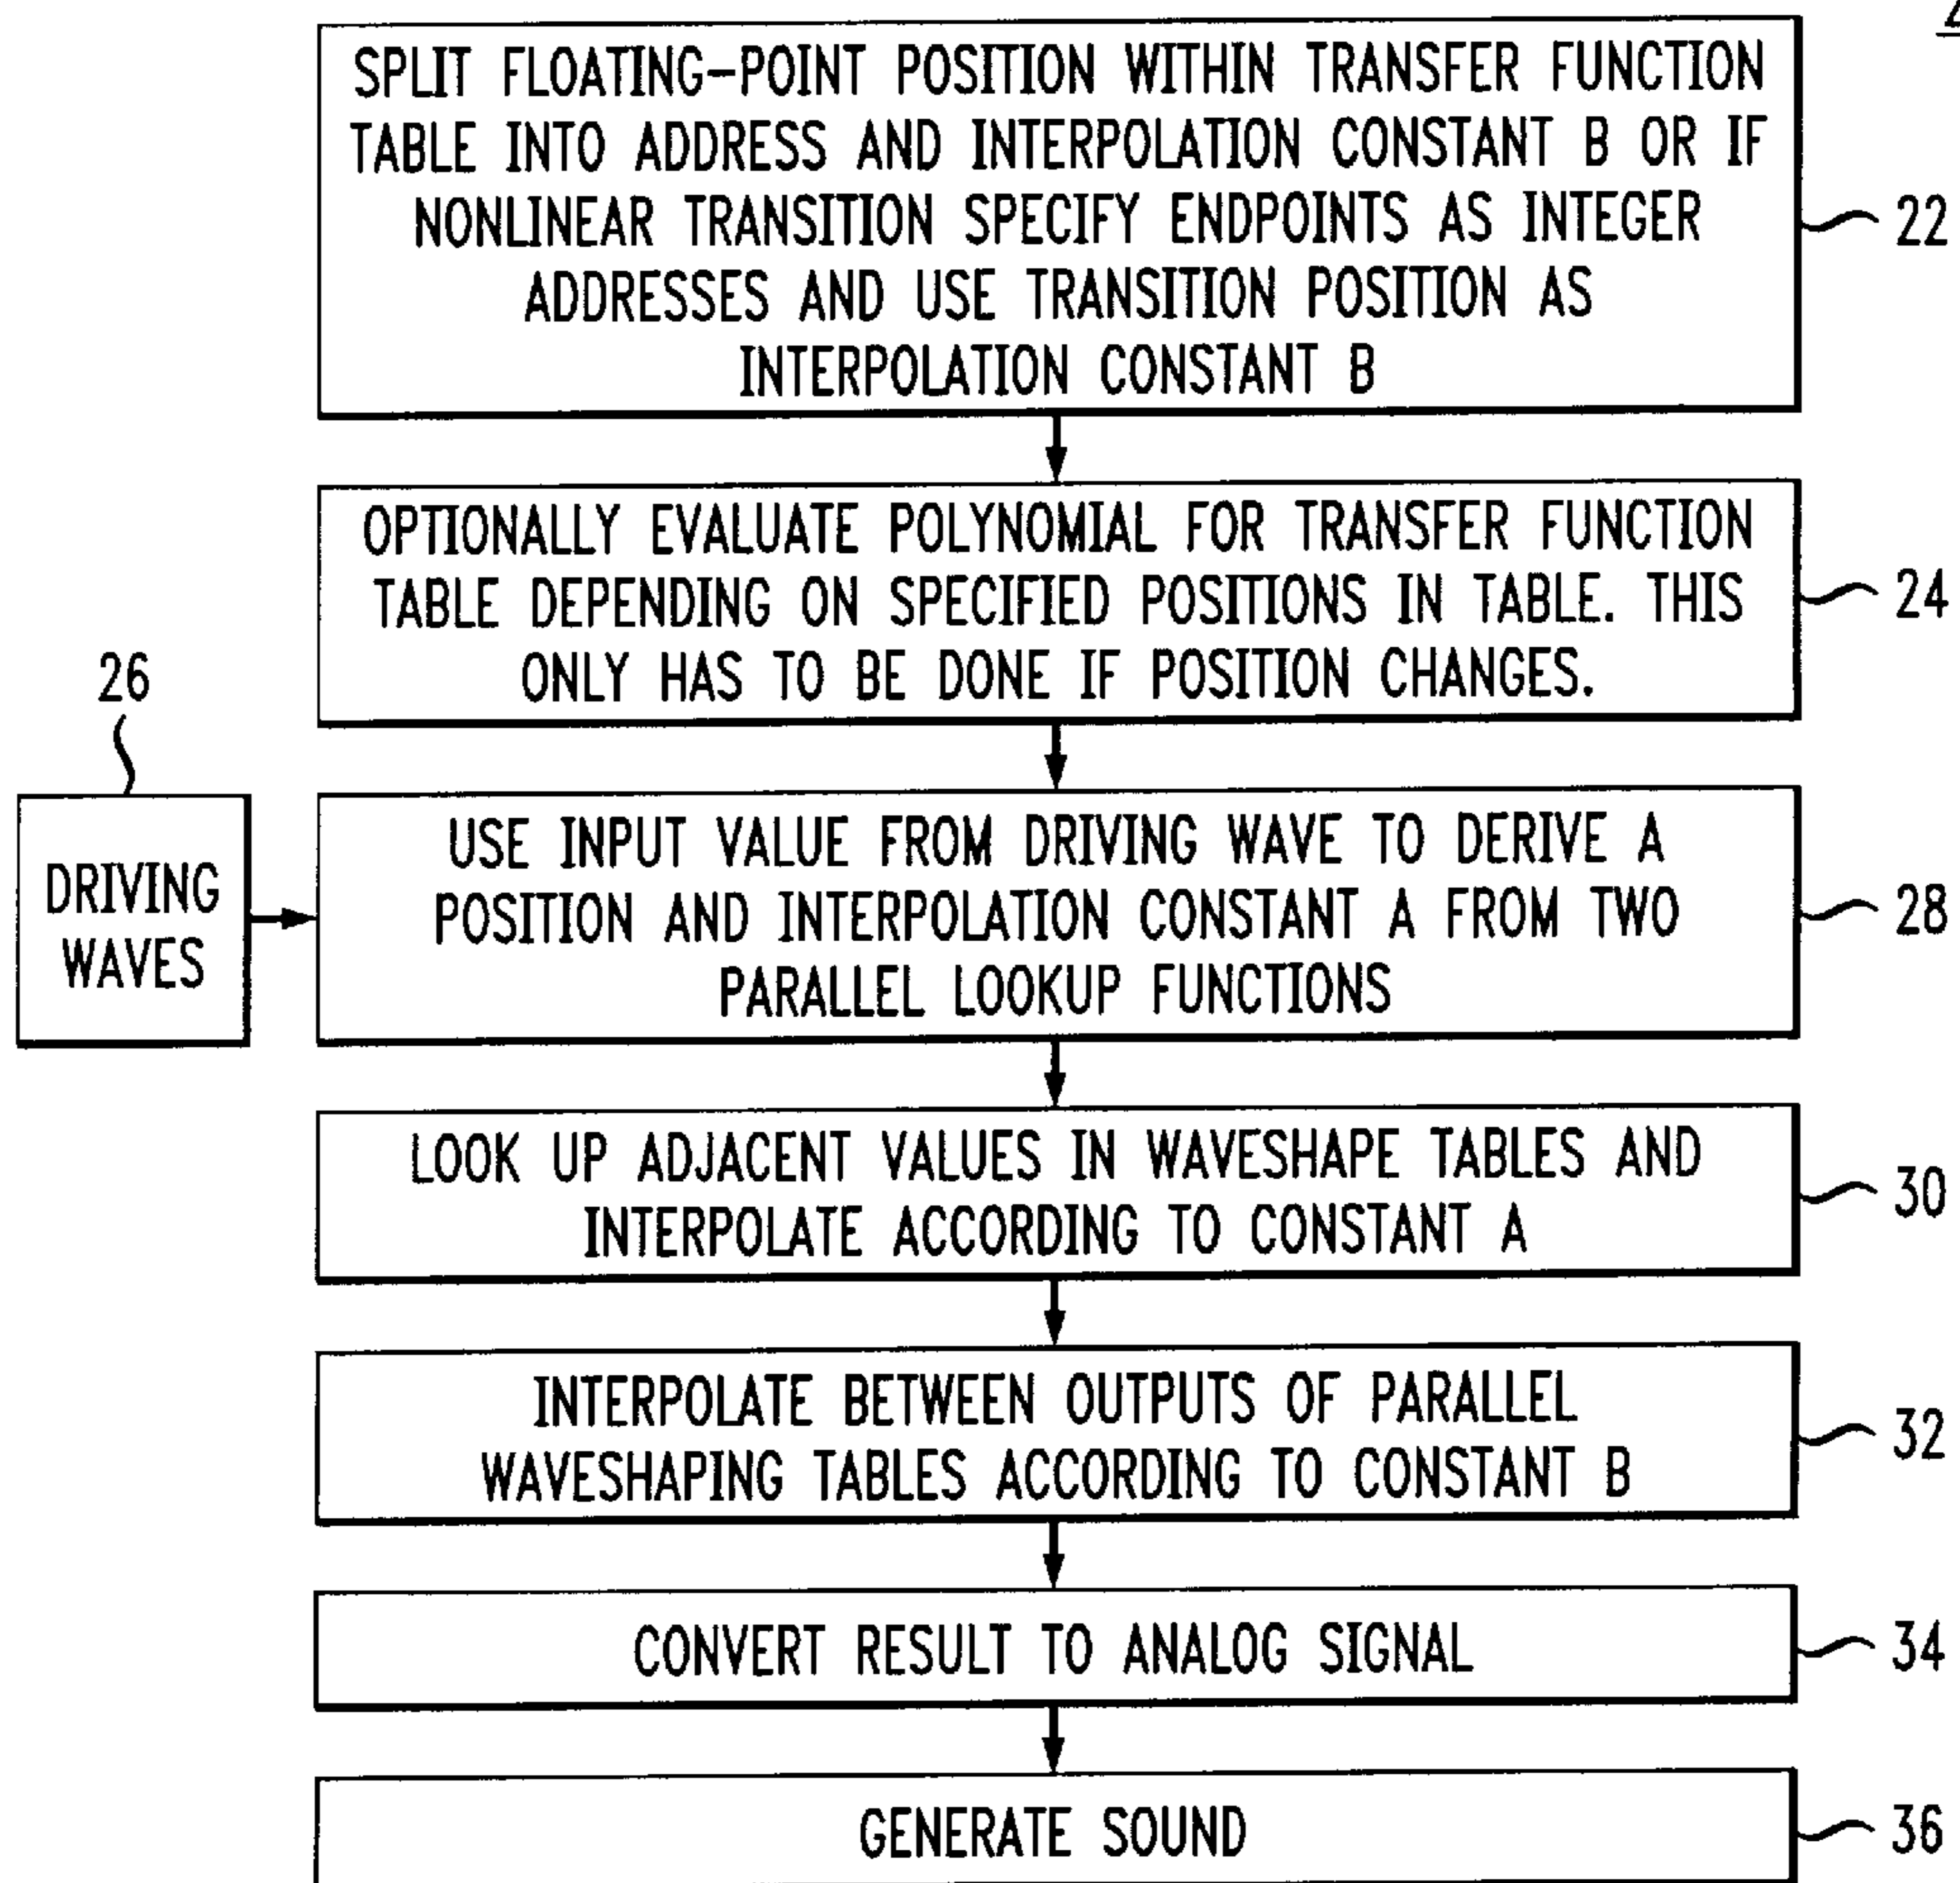 SPLIT FLOATING-POINT POSITION WITHIN TRANSFER FUNCTION
TABLE INTO ADDRESS AND INTERPOLATION CONSTANT B OR IF
NONLINEAR TRANSITION SPECIFY ENDPOINTS AS INTEGER
ADDRESSES AND USE TRANSITION POSITION AS
INTERPOLATION CONSTANT B
22
OPTIONALLY EVALUATE POLYNOMIAL FOR TRANSFER FUNCTION
TABLE DEPENDING ON SPECIFIED POSITIONS IN TABLE. THIS
ONLY HAS TO BE DONE IF POSITION CHANGES.
24
26
DRIVING
WAVES
USE INPUT VALUE FROM DRIVING WAVE TO DERIVE A
POSITION AND INTERPOLATION CONSTANT A FROM TWO
PARALLEL LOOKUP FUNCTIONS
28
LOOK UP ADJACENT VALUES IN WAVESHAPE TABLES AND
INTERPOLATE ACCORDING TO CONSTANT A
30
INTERPOLATE BETWEEN OUTPUTS OF PARALLEL
WAVESHAPING TABLES ACCORDING TO CONSTANT B
32
CONVERT RESULT TO ANALOG SIGNAL
34
GENERATE SOUND
36